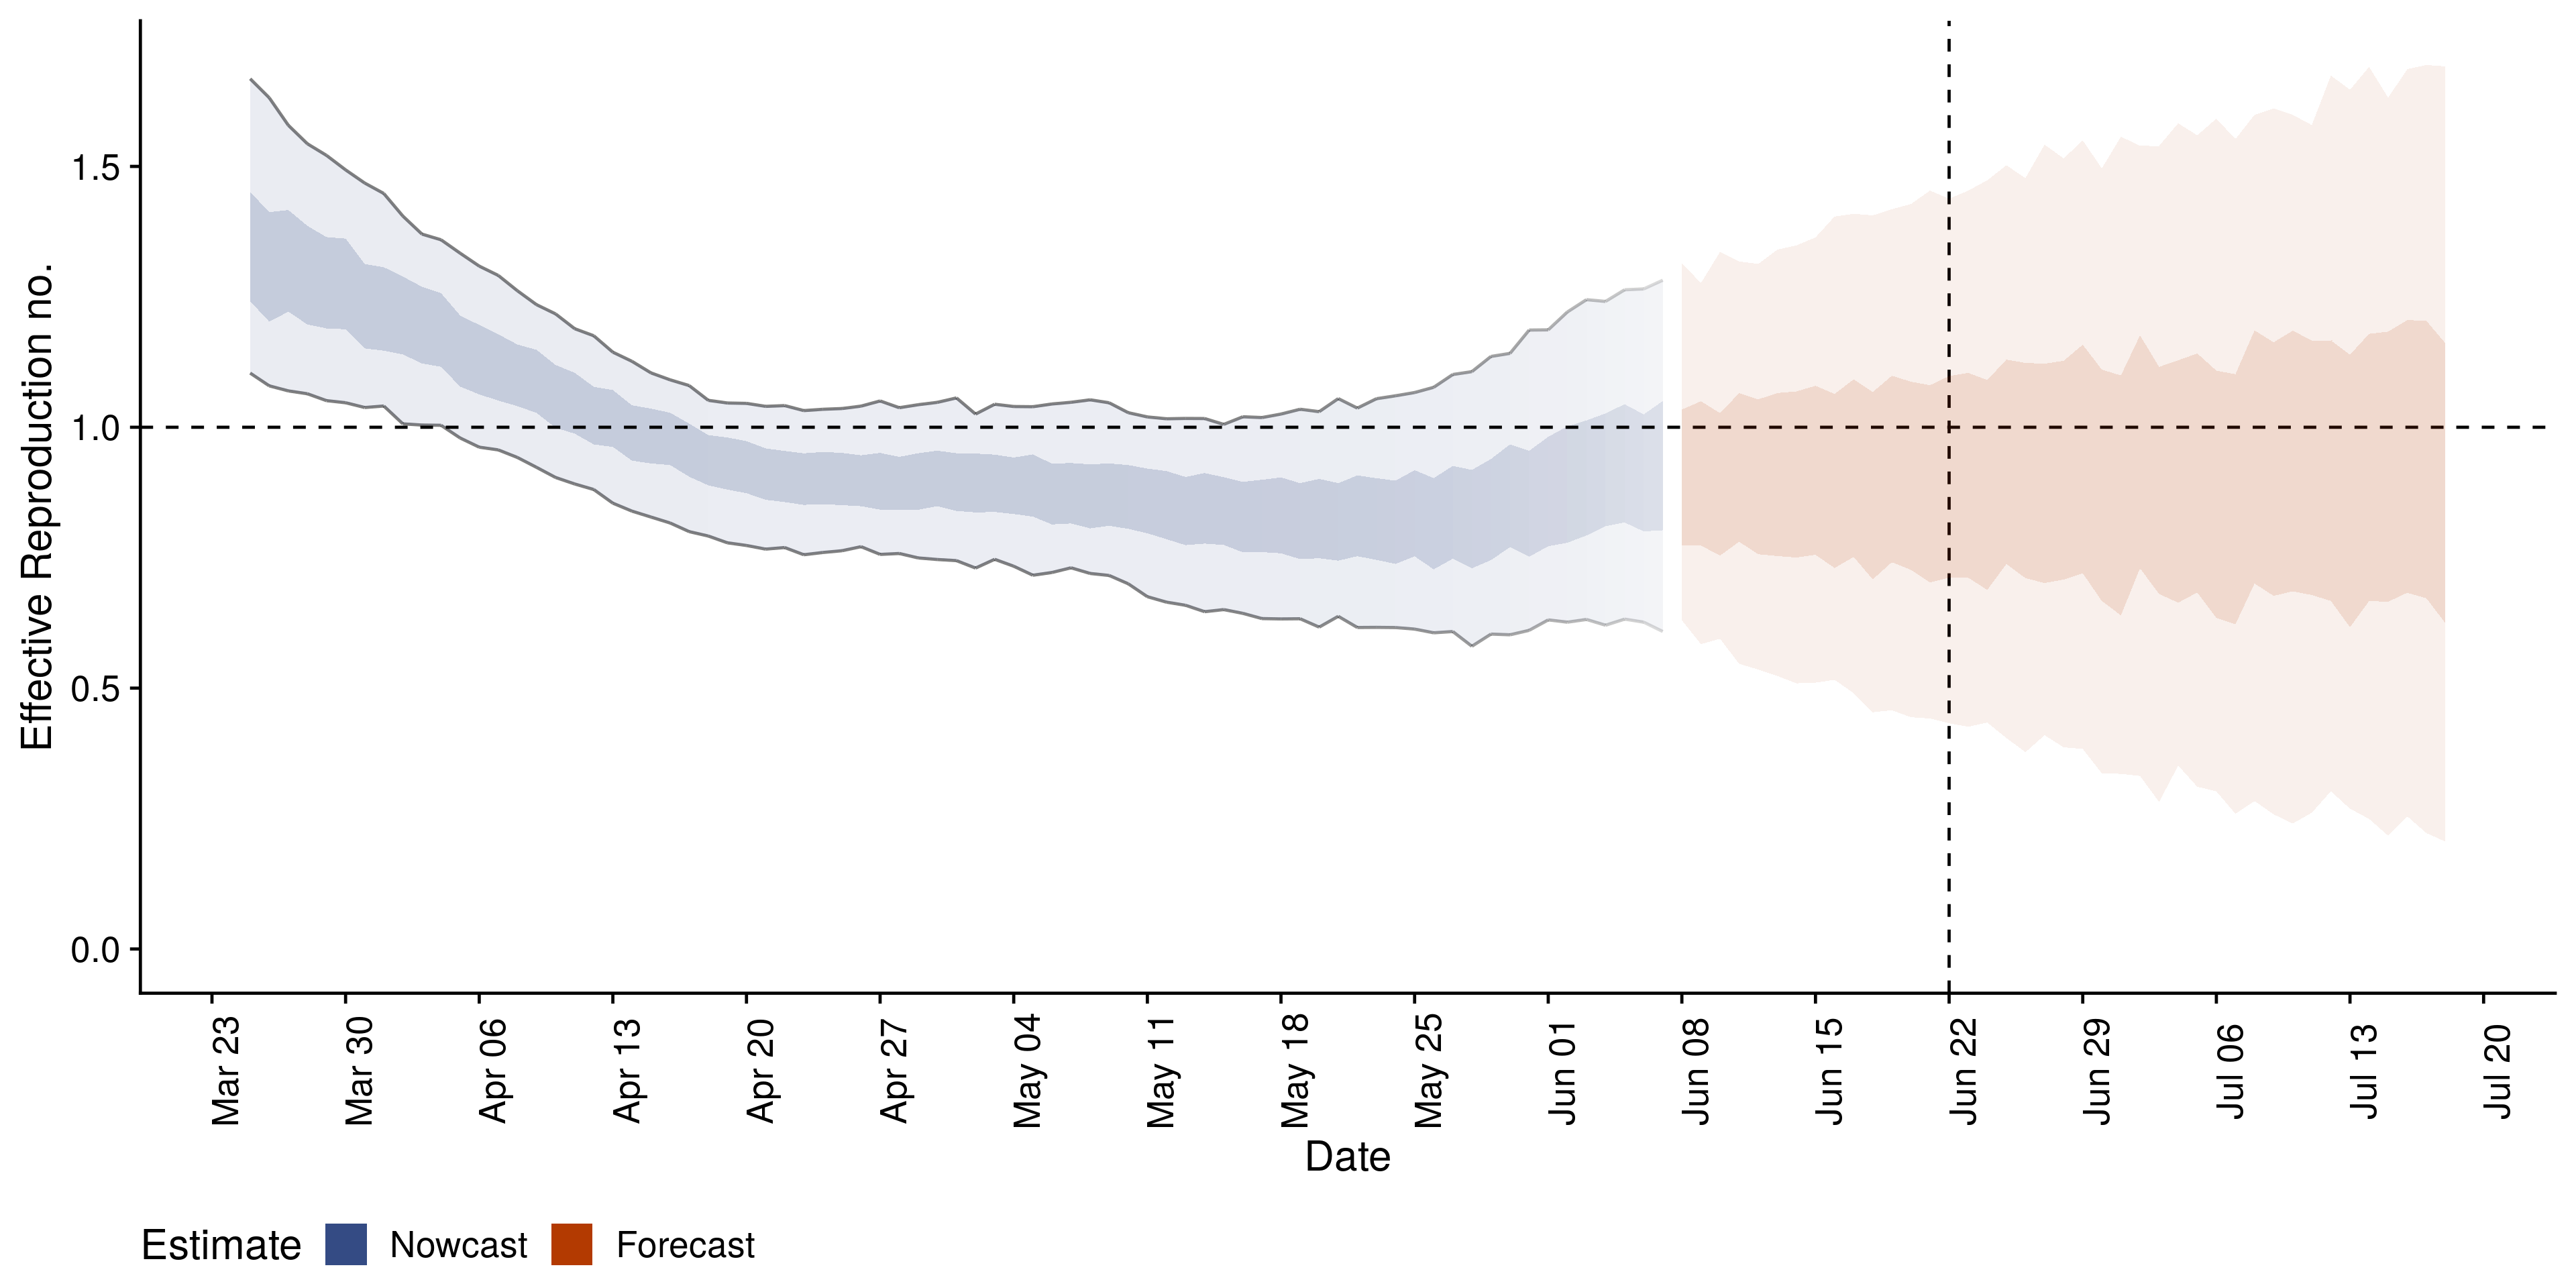 Effective Reproduction no.
1.5
1.0
0.5
0.0
Mar 23
Mar 30
Apr 06
Apr 13
Apr 20
Apr 27
May 04
May 11
May 18
May 25
Jun 01
Jun 08
Jun 15
Jun 22
Jun 29
Jul 06
Jul 13
Jul 20
Date
Estimate Nowcast Forecast